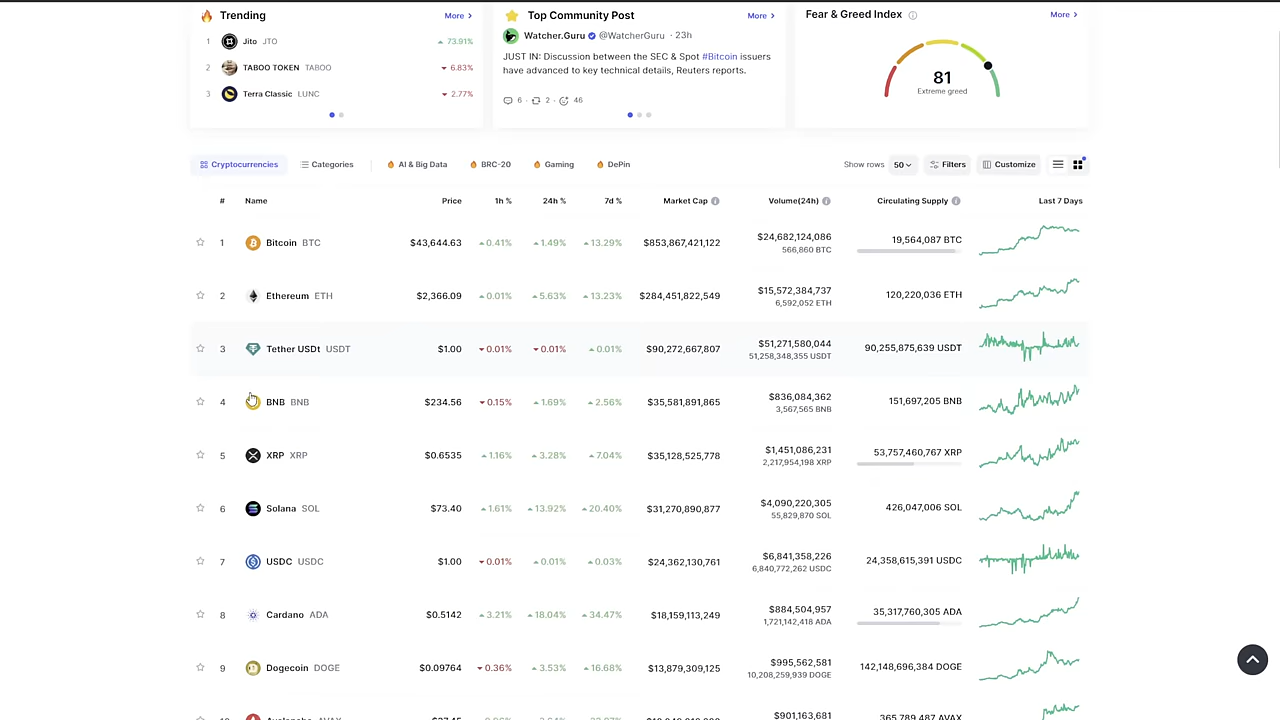 Trending
More >
1 Jito JTO 73.91%
2 TABOO TOKEN TABOO 6.83%
3 Terra Classic LUNC 2.77%
Top Community Post
More >
Watcher.Guru @WatcherGuru · 23h
JUST IN: Discussion between the SEC & Spot #Bitcoin issuers
have advanced to key technical details, Reuters reports.
6 · 2 · 46
Fear & Greed Index
More >
81
Extreme greed
Cryptocurrencies Categories AI & Big Data BRC-20 Gaming DePin Show rows 50 Filters Customize
# Name Price 1h % 24h % 7d % Market Cap Volume(24h) Circulating Supply Last 7 Days
1 Bitcoin BTC $43,644.63 0.41% 1.49% 13.29% $853,867,421,122 $24,682,124,086 19,564,087 BTC
566,860 BTC
2 Ethereum ETH $2,366.09 0.01% 5.63% 13.23% $284,451,822,549 $15,572,384,737 120,220,036 ETH
6,592,052 ETH
3 Tether USDt USDT $1.00 0.01% 0.01% 0.01% $90,272,667,807 $51,271,580,044 90,255,875,639 USDT
51,258,348,355 USDT
4 BNB BNB $234.56 0.15% 1.69% 2.56% $35,581,891,865 $836,084,362 151,697,205 BNB
3,567,565 BNB
5 XRP XRP $0.6535 1.16% 3.28% 7.04% $35,128,525,778 $1,451,086,231 53,757,460,767 XRP
2,217,954,198 XRP
6 Solana SOL $73.40 1.61% 13.92% 20.40% $31,270,890,877 $4,090,220,305 426,047,006 SOL
55,829,870 SOL
7 USDC USDC $1.00 0.01% 0.01% 0.03% $24,362,130,761 $6,841,358,226 24,358,615,391 USDC
6,840,772,262 USDC
8 Cardano ADA $0.5142 3.21% 18.04% 34.47% $18,159,113,249 $884,504,957 35,317,760,305 ADA
1,721,142,418 ADA
9 Dogecoin DOGE $0.09764 0.36% 3.53% 16.68% $13,879,309,125 $995,562,581 142,148,696,384 DOGE
10,208,259,939 DOGE
$901,163,681 365,789,487 AVAX